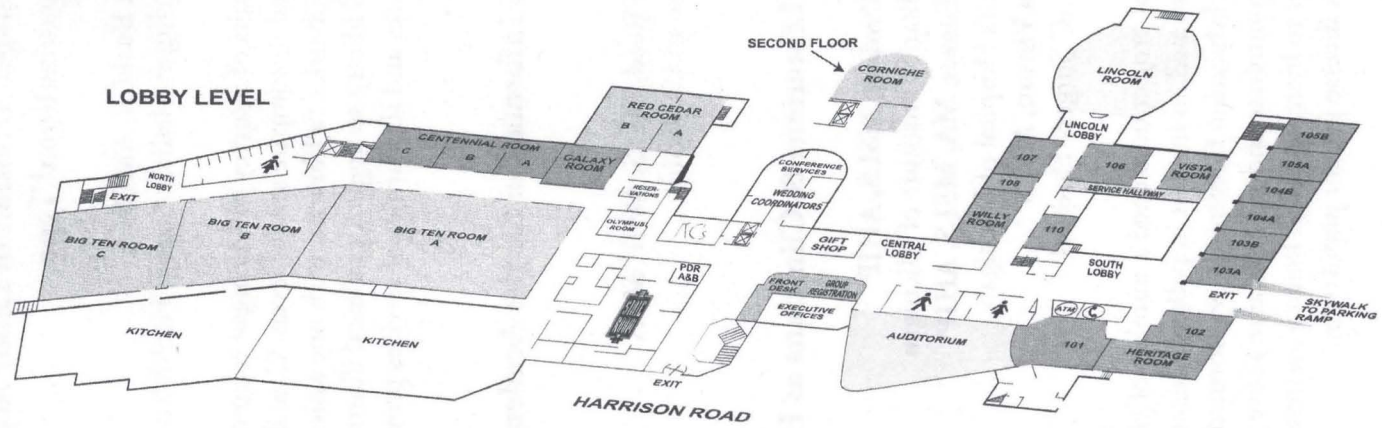 SECOND FLOOR
CORNICHE
ROOM
LOBBY LEVEL
LINCOLN
ROOM
RED CEDAR
ROOM
B
A
LINCOLN
LOBBY
CENTENNIAL ROOM
C
B
A
GALAXY
ROOM
NORTH
LOBBY
EXIT
CONFERENCE
SERVICES
WEDDING
COORDINATORS
RESER-
VATIONS
OLYMPUS
ROOM
ACs
107
108
WILLY
ROOM
106
VISTA
ROOM
SERVICE HALLWAY
110
105B
105A
104B
104A
103B
103A
EXIT
BIG TEN ROOM
C
BIG TEN ROOM
B
BIG TEN ROOM
A
GIFT
SHOP
CENTRAL
LOBBY
SOUTH
LOBBY
PDR
A&B
FRONT
DESK
GROUP
REGISTRATION
EXECUTIVE
OFFICES
ATM
SKYWALK
TO PARKING
RAMP
KITCHEN
KITCHEN
AUDITORIUM
101
102
HERITAGE
ROOM
EXIT
HARRISON ROAD